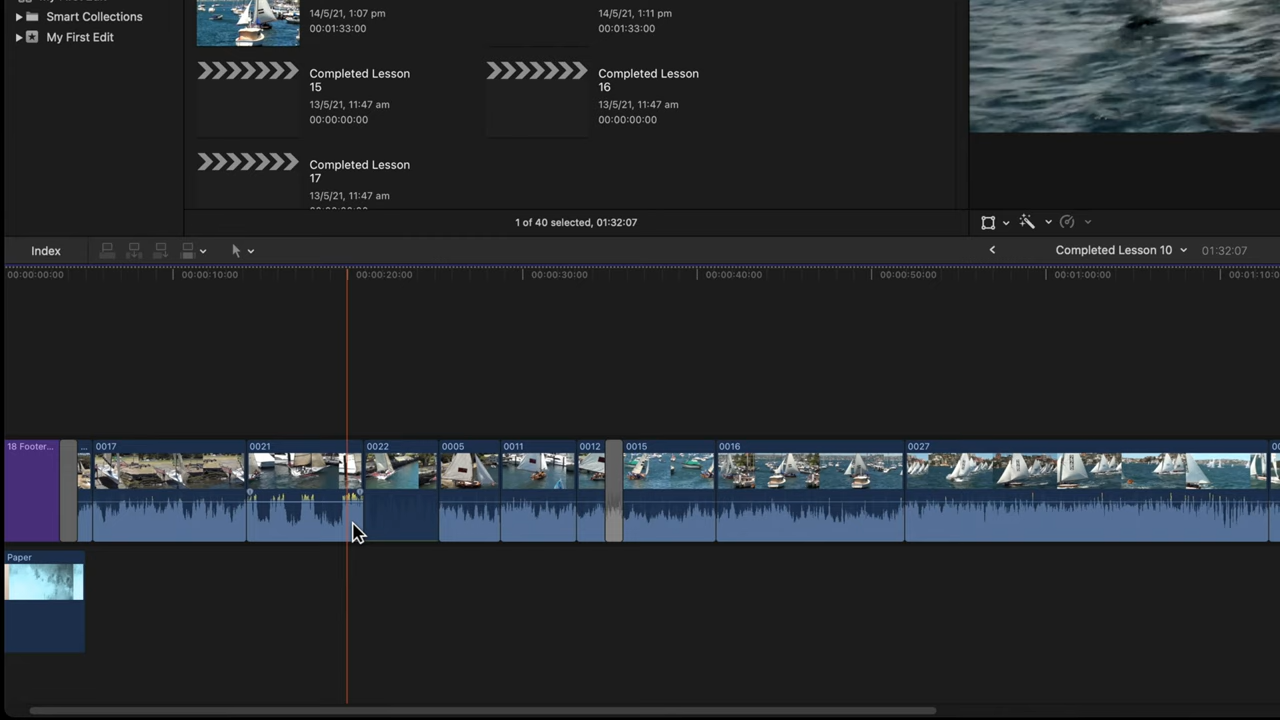 Smart Collections
My First Edit
14/5/21, 1:07 pm
00:01:33:00
14/5/21, 1:11 pm
00:01:33:00
Completed Lesson
15
13/5/21, 11:47 am
00:00:00:00
Completed Lesson
16
13/5/21, 11:47 am
00:00:00:00
Completed Lesson
17
13/5/21, 11:47 am
1 of 40 selected, 01:32:07
Index
Completed Lesson 10
01:32:07
00:00:00:00
00:00:10:00
00:00:20:00
00:00:30:00
00:00:40:00
00:00:50:00
00:01:00:00
00:01:10:0
18 Footer...
...
0017
0021
0022
0005
0011
0012
0015
0016
0027
Paper